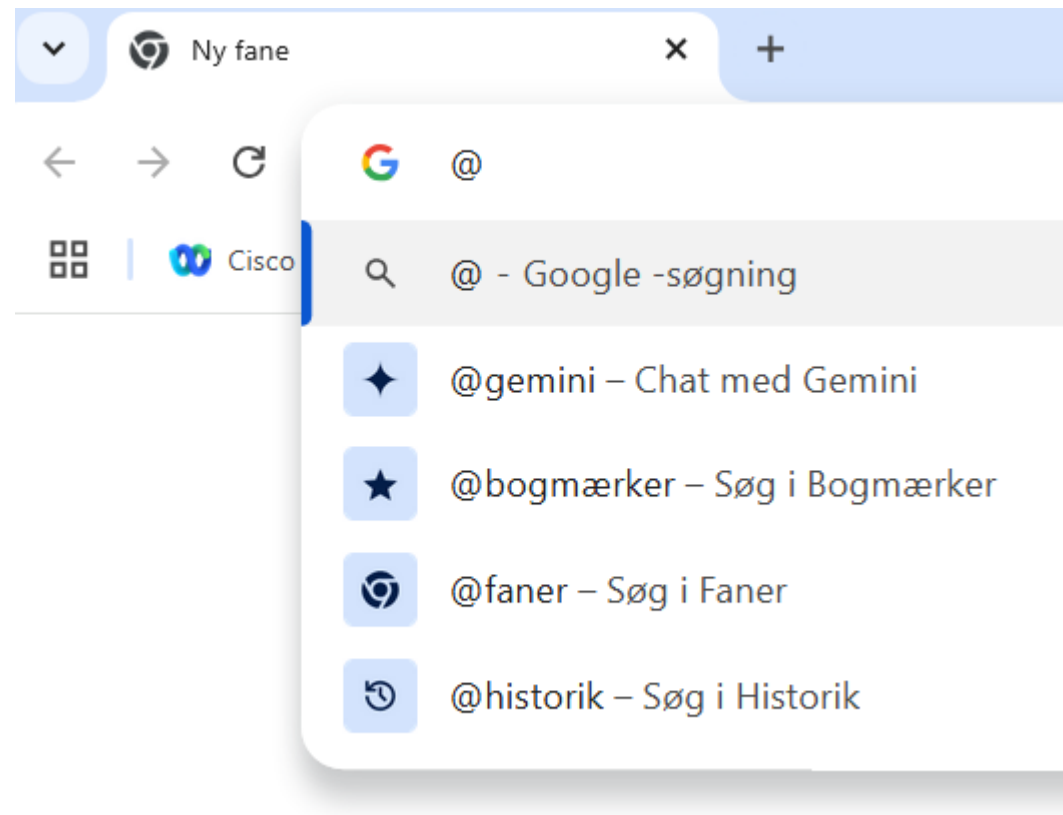 Ny fane
@
Cisco
@ - Google -søgning
@gemini – Chat med Gemini
@bogmærker – Søg i Bogmærker
@faner – Søg i Faner
@historik – Søg i Historik